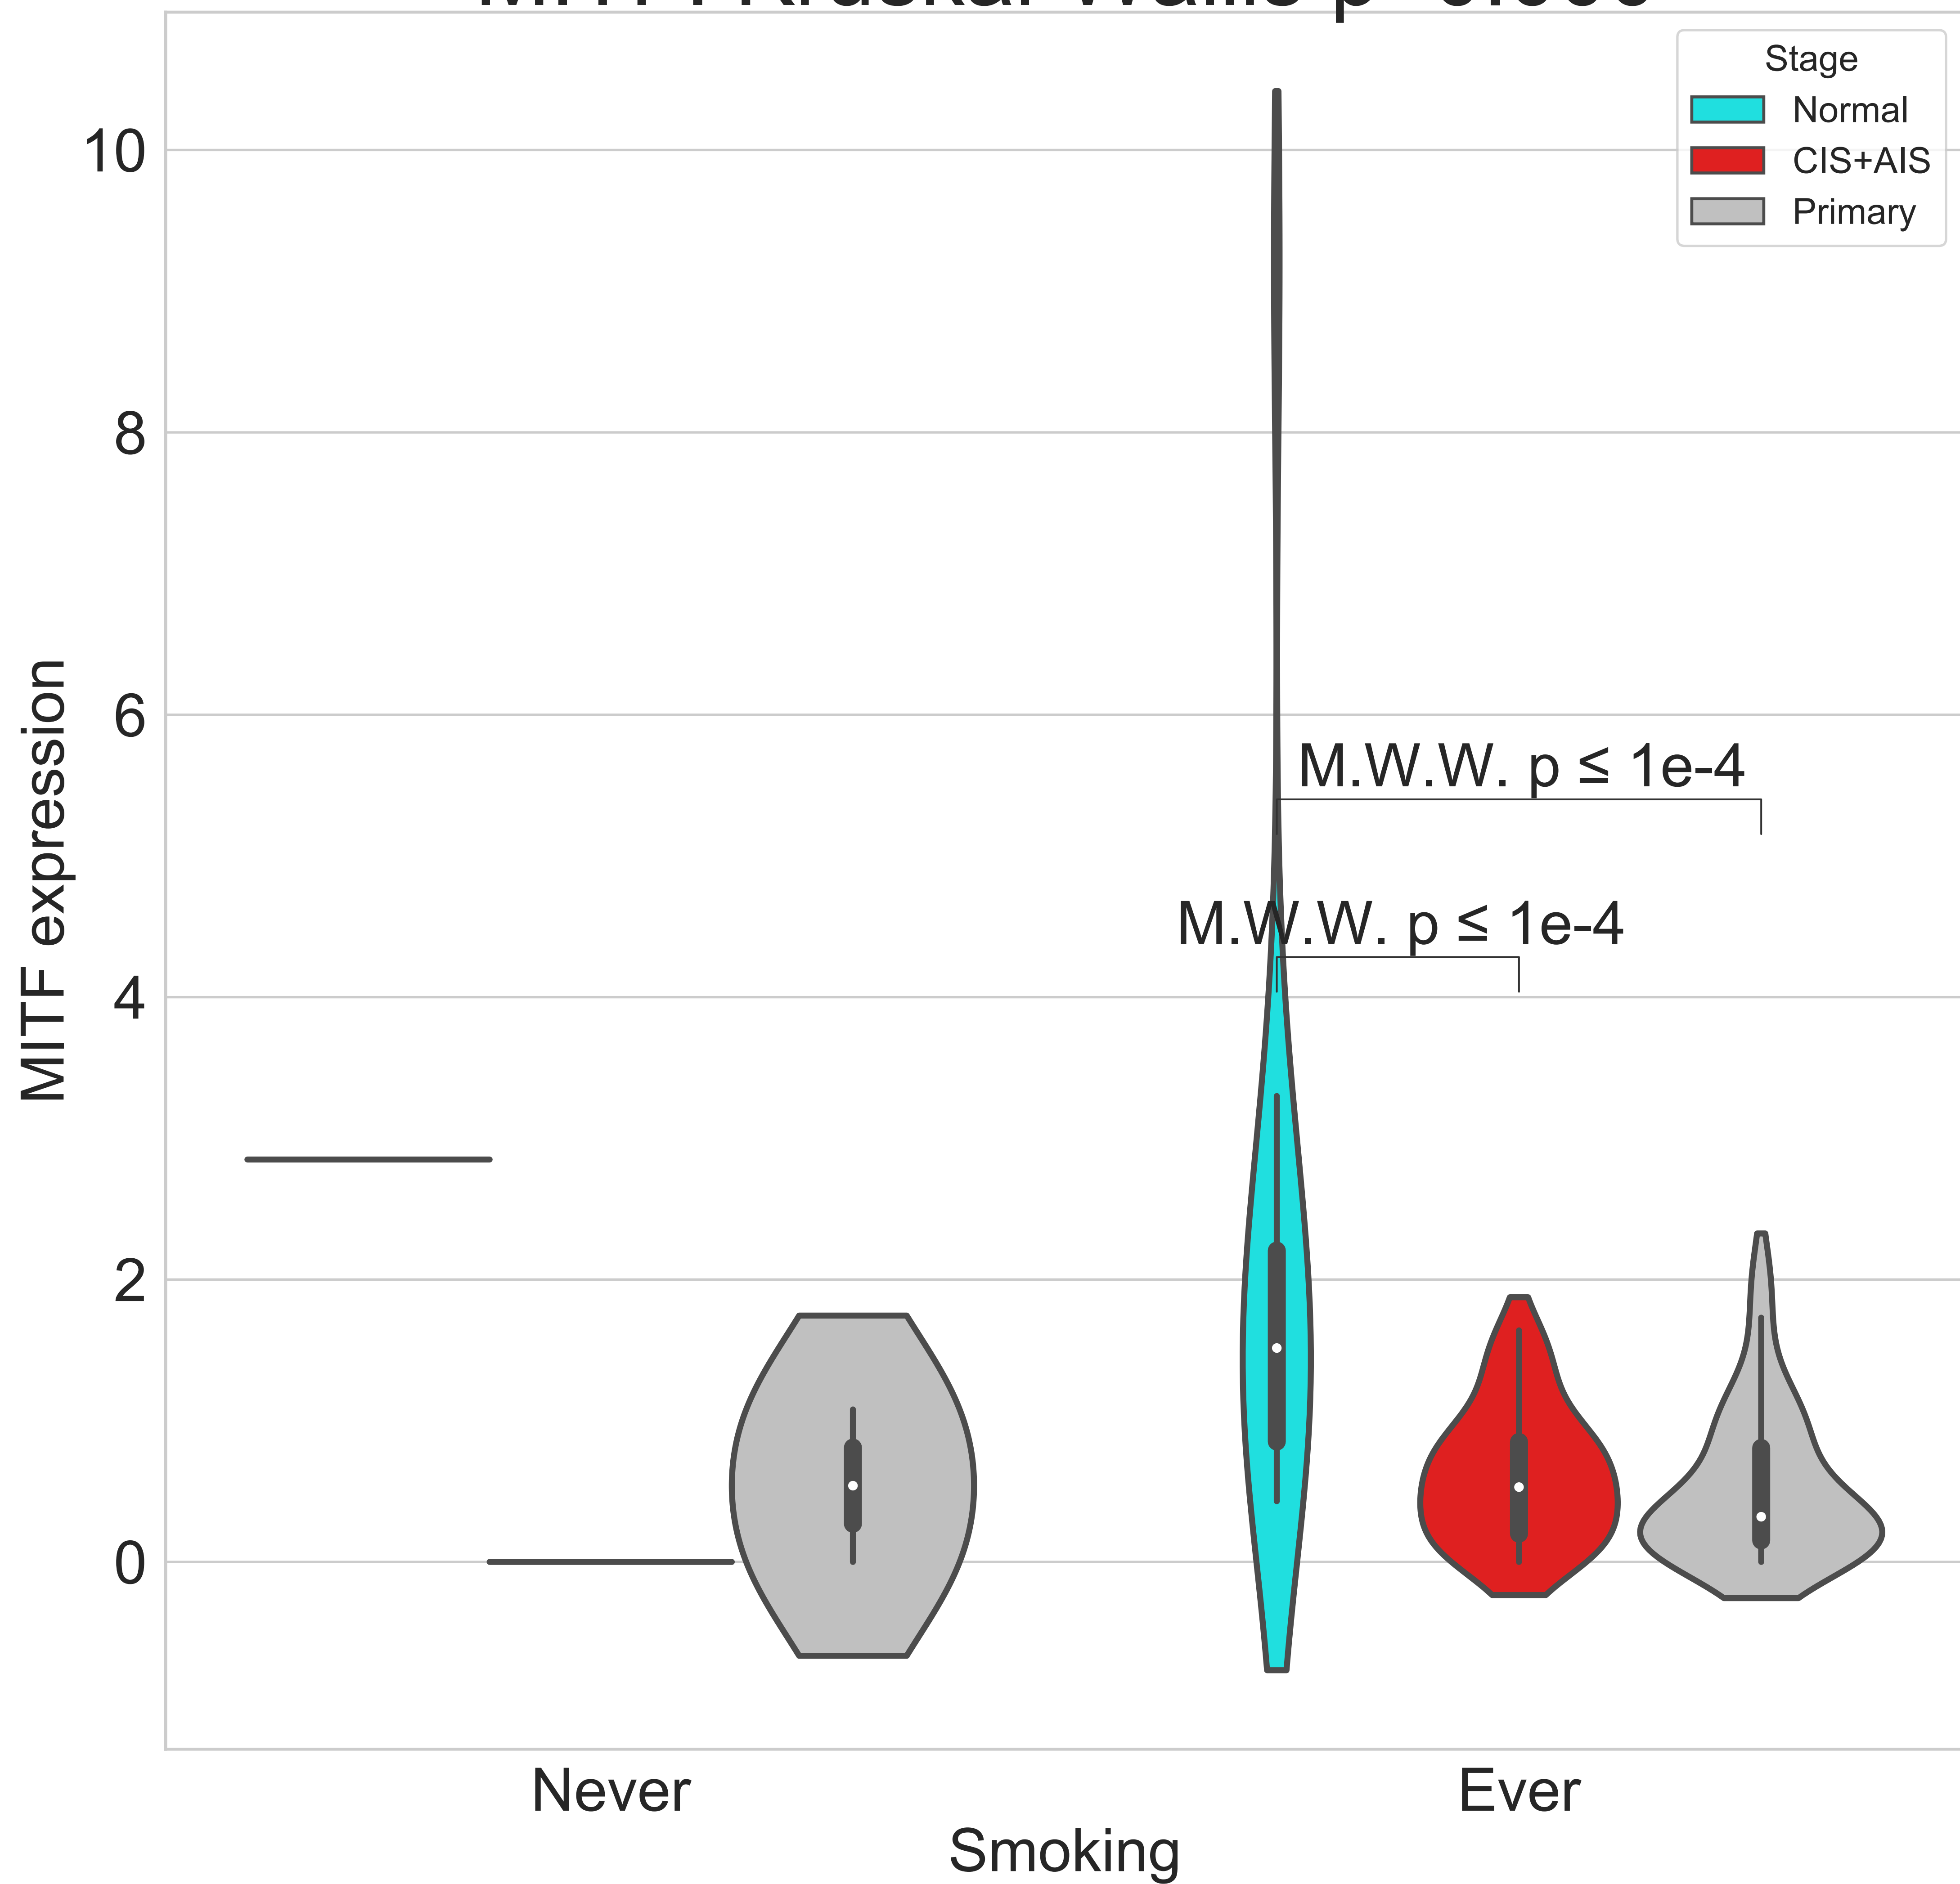 Stage
Normal
CIS+AIS
Primary
10
8
6
4
2
0
MITF expression
M.W.W. p ≤ 1e-4
M.W.W. p ≤ 1e-4
Never
Ever
Smoking